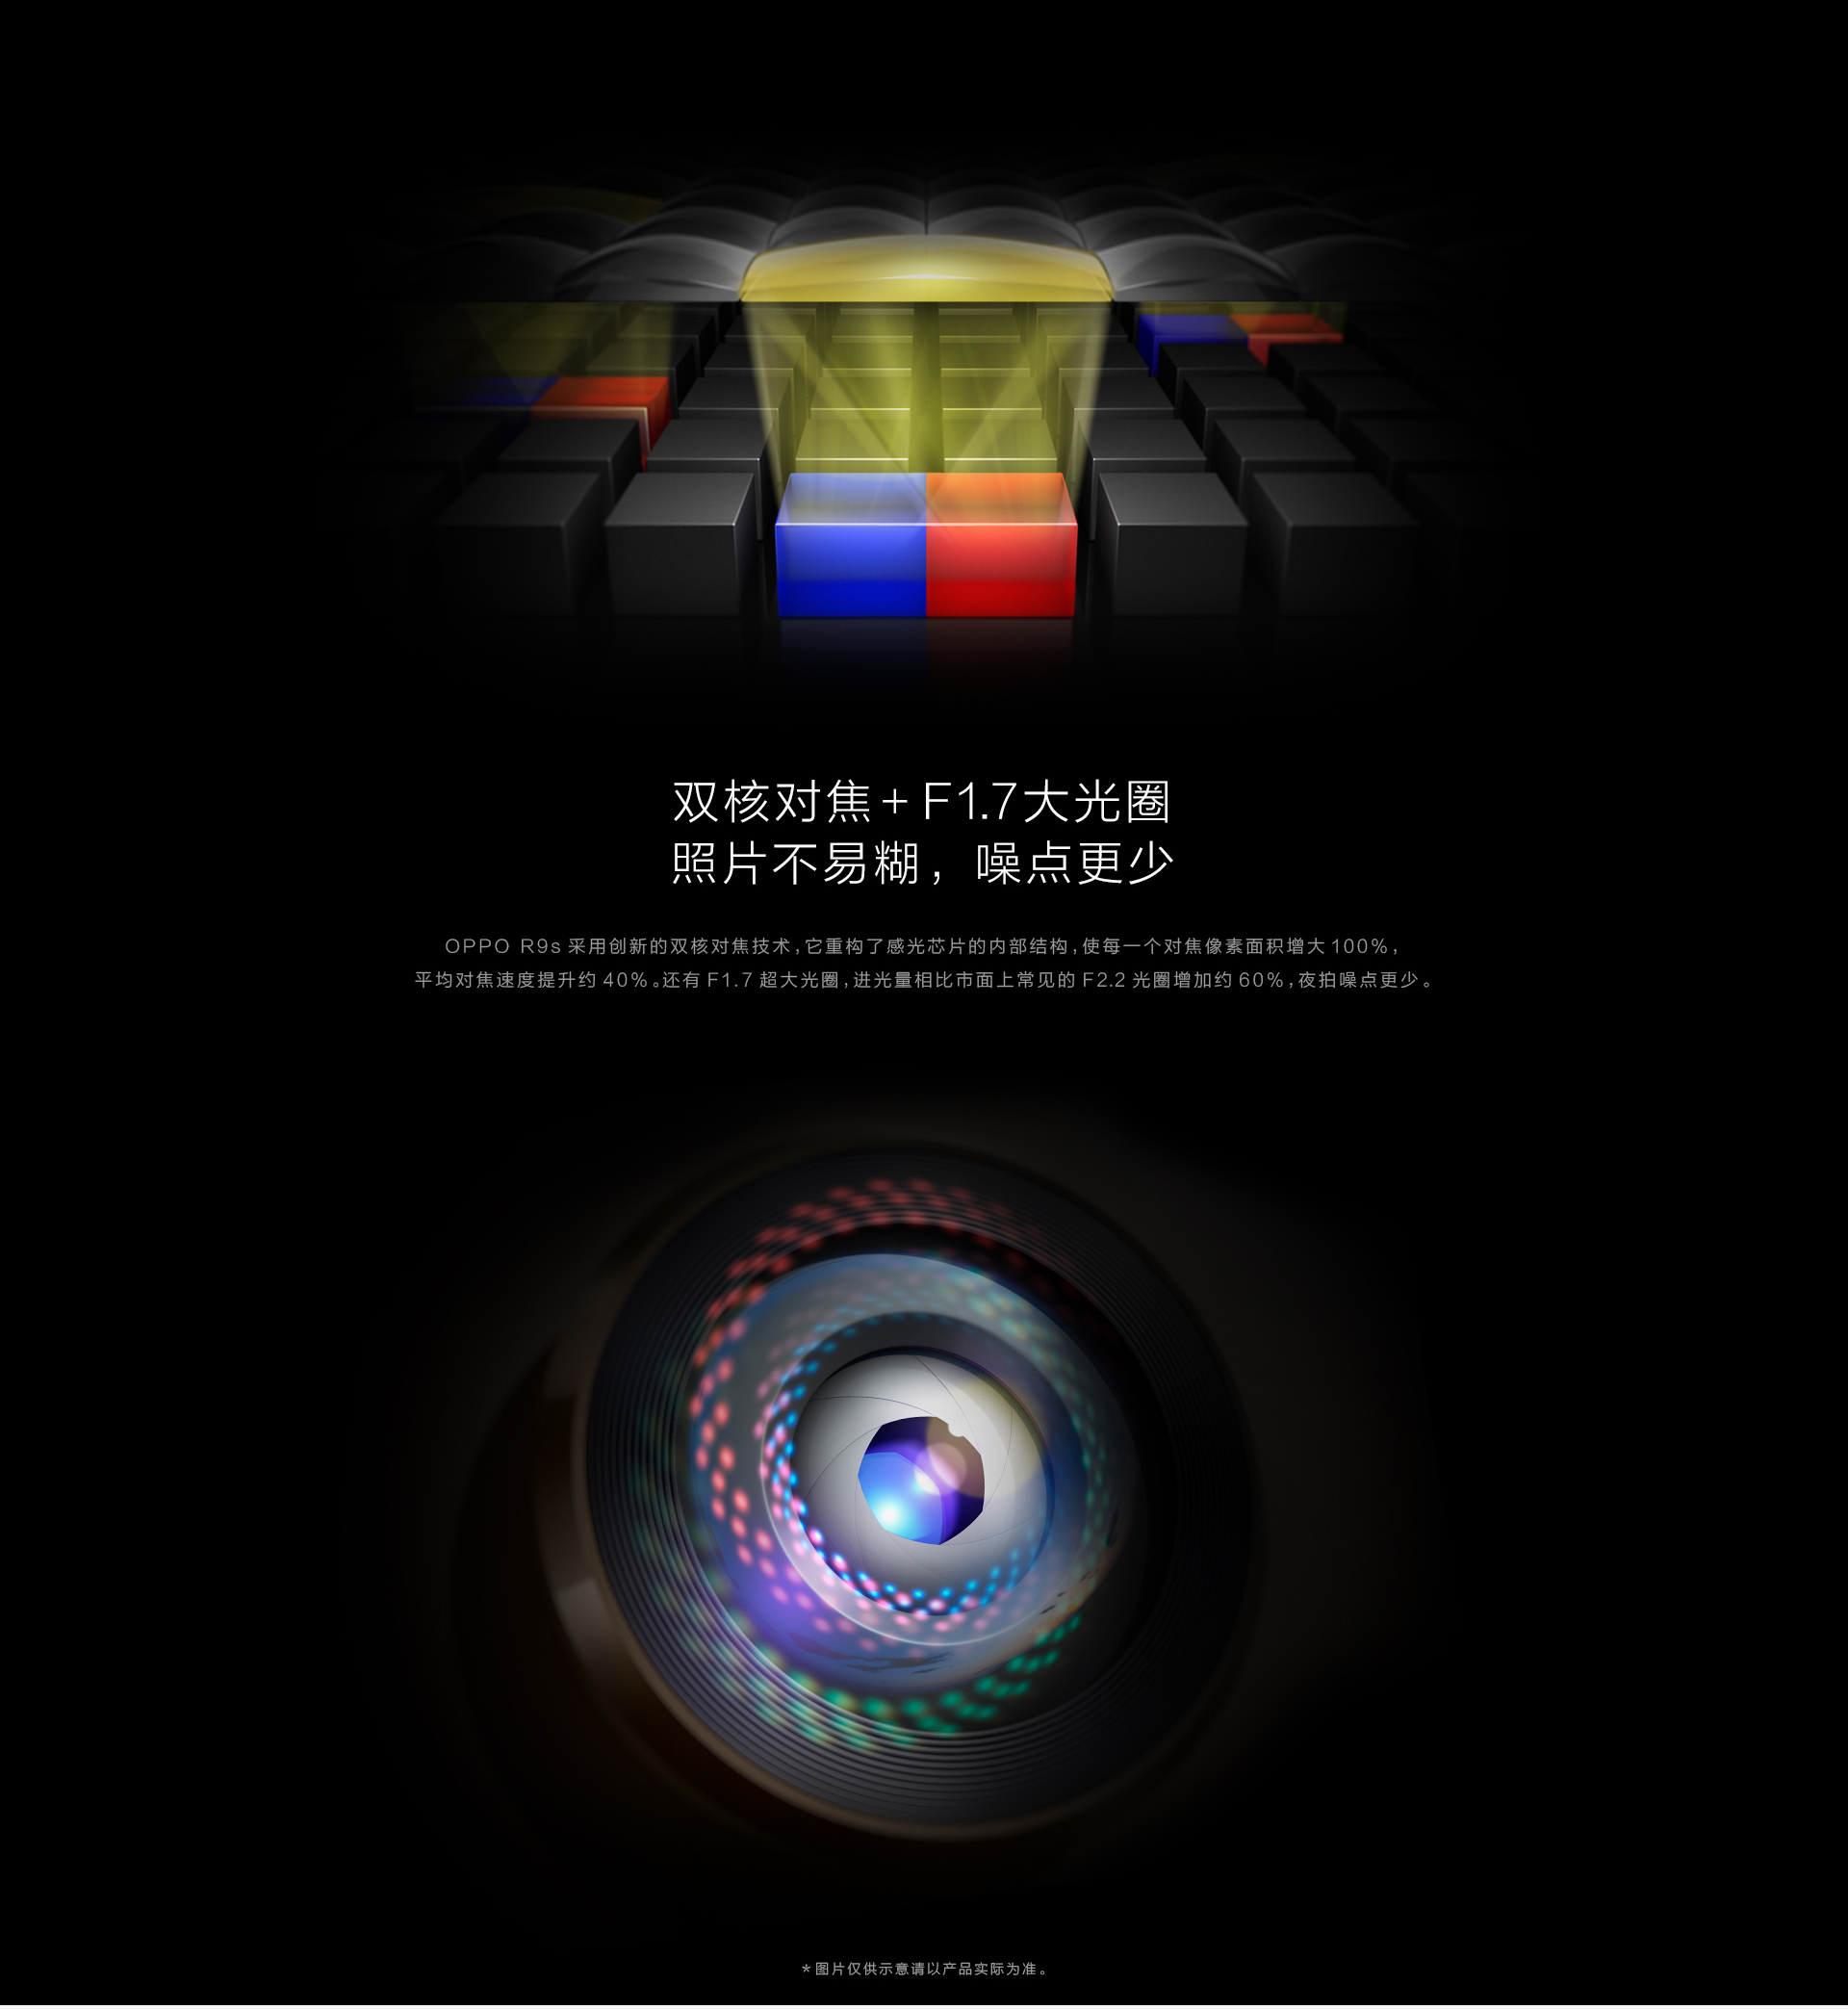 双核对焦+F1.7大光圈
照片不易糊，噪点更少
OPPO R9s 采用创新的双核对焦技术，它重构了感光芯片的内部结构，使每一个对焦像素面积增大 100%，
平均对焦速度提升约 40%。还有 F1.7 超大光圈，进光量相比市面上常见的 F2.2 光圈增加约 60%，夜拍噪点更少。
*图片仅供示意请以产品实际为准。